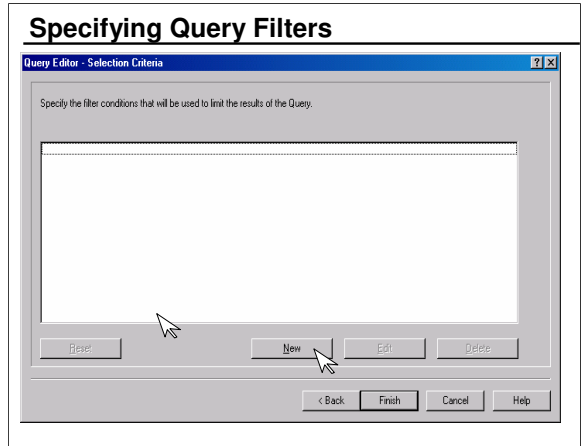 Specifying Query Filters
Query Editor - Selection Criteria
Specify the filter conditions that will be used to limit the results of the Query.
Reset New Edit Delete
< Back Finish Cancel Help